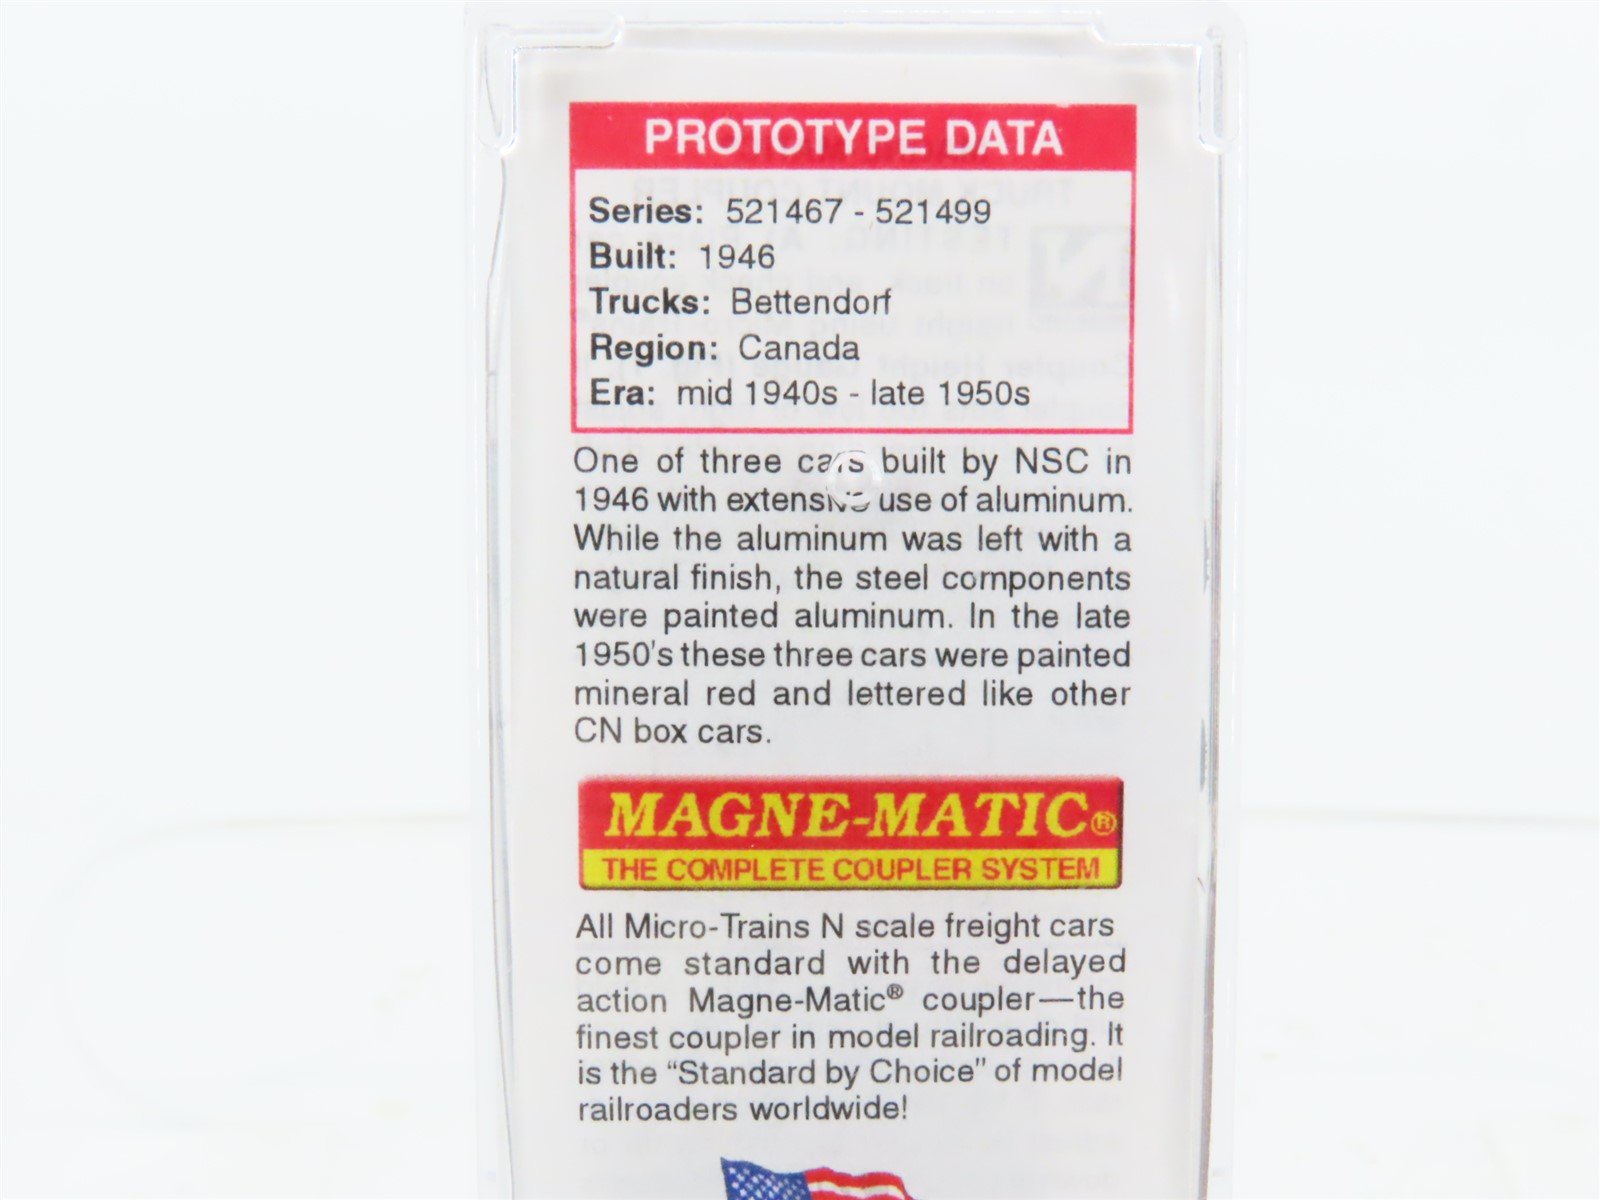 PROTOTYPE DATA
Series: 521467 - 521499
Built: 1946
Trucks: Bettendorf
Region: Canada
Era: mid 1940s - late 1950s
One of three cars built by NSC in
1946 with extensive use of aluminum.
While the aluminum was left with a
natural finish, the steel components
were painted aluminum. In the late
1950's these three cars were painted
mineral red and lettered like other
CN box cars.
MAGNE-MATIC®
THE COMPLETE COUPLER SYSTEM
All Micro-Trains N scale freight cars
come standard with the delayed
action Magne-Matic® coupler—the
finest coupler in model railroading. It
is the “Standard by Choice” of model
railroaders worldwide!